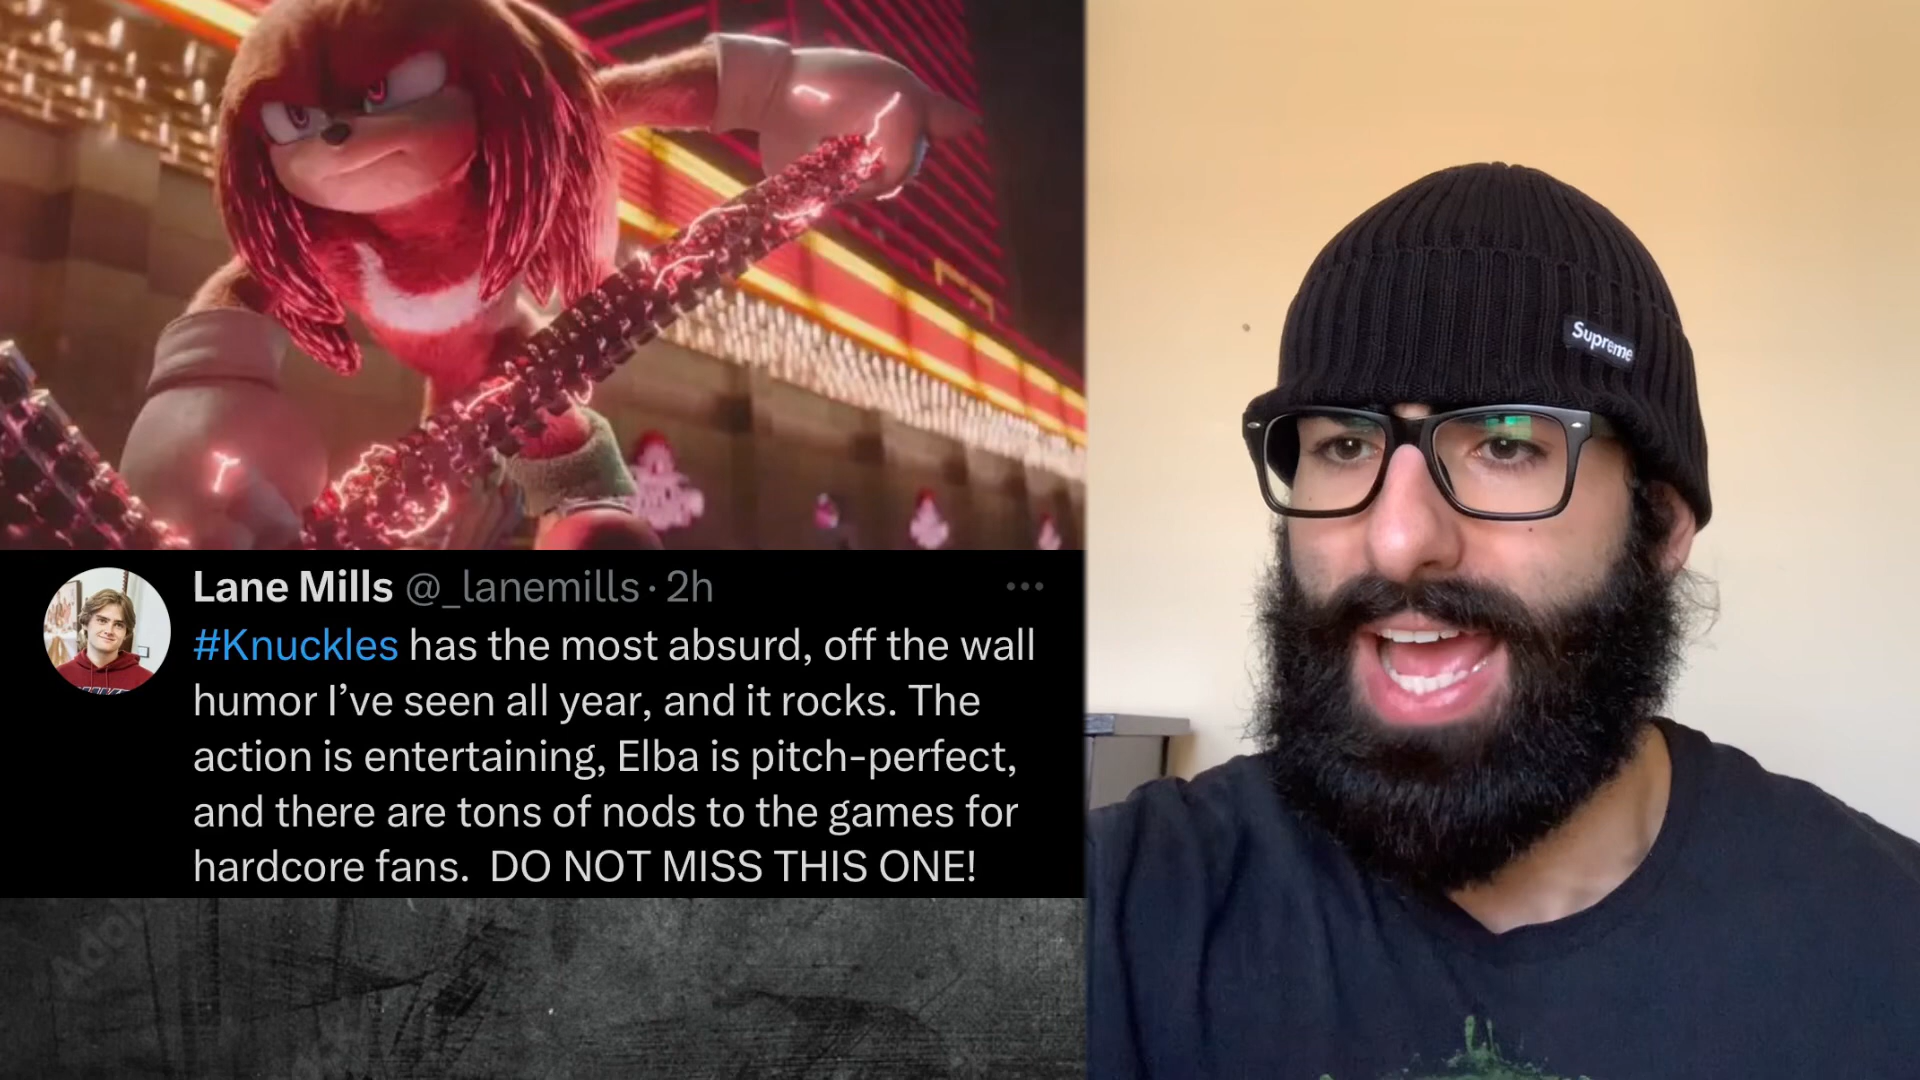 Supreme
Lane Mills @_lanemills · 2h
#Knuckles has the most absurd, off the wall
humor I’ve seen all year, and it rocks. The
action is entertaining, Elba is pitch-perfect,
and there are tons of nods to the games for
hardcore fans.  DO NOT MISS THIS ONE!